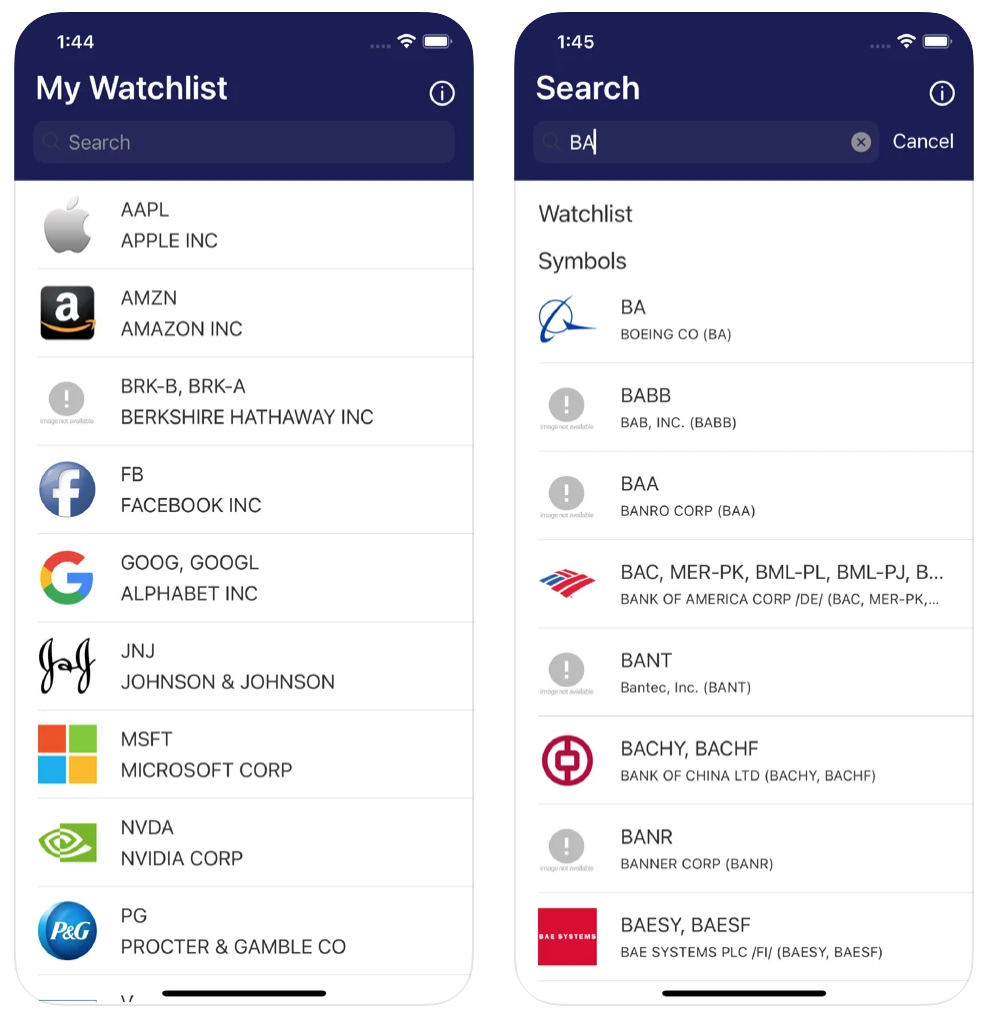 1:44
My Watchlist
Search
AAPL
APPLE INC
a
AMZN
AMAZON INC
!
image not available
BRK-B, BRK-A
BERKSHIRE HATHAWAY INC
f
FB
FACEBOOK INC
G
GOOG, GOOGL
ALPHABET INC
J&J
JNJ
JOHNSON & JOHNSON
MSFT
MICROSOFT CORP
NVDA
NVIDIA CORP
P&G
PG
PROCTER & GAMBLE CO
V
1:45
Search
BA
Cancel
Watchlist
Symbols
BA
BOEING CO (BA)
!
image not available
BABB
BAB, INC. (BABB)
!
image not available
BAA
BANRO CORP (BAA)
BAC, MER-PK, BML-PL, BML-PJ, B...
BANK OF AMERICA CORP /DE/ (BAC, MER-PK,...
!
image not available
BANT
Bantec, Inc. (BANT)
BACHY, BACHF
BANK OF CHINA LTD (BACHY, BACHF)
!
image not available
BANR
BANNER CORP (BANR)
BAE SYSTEMS
BAESY, BAESF
BAE SYSTEMS PLC /FI/ (BAESY, BAESF)